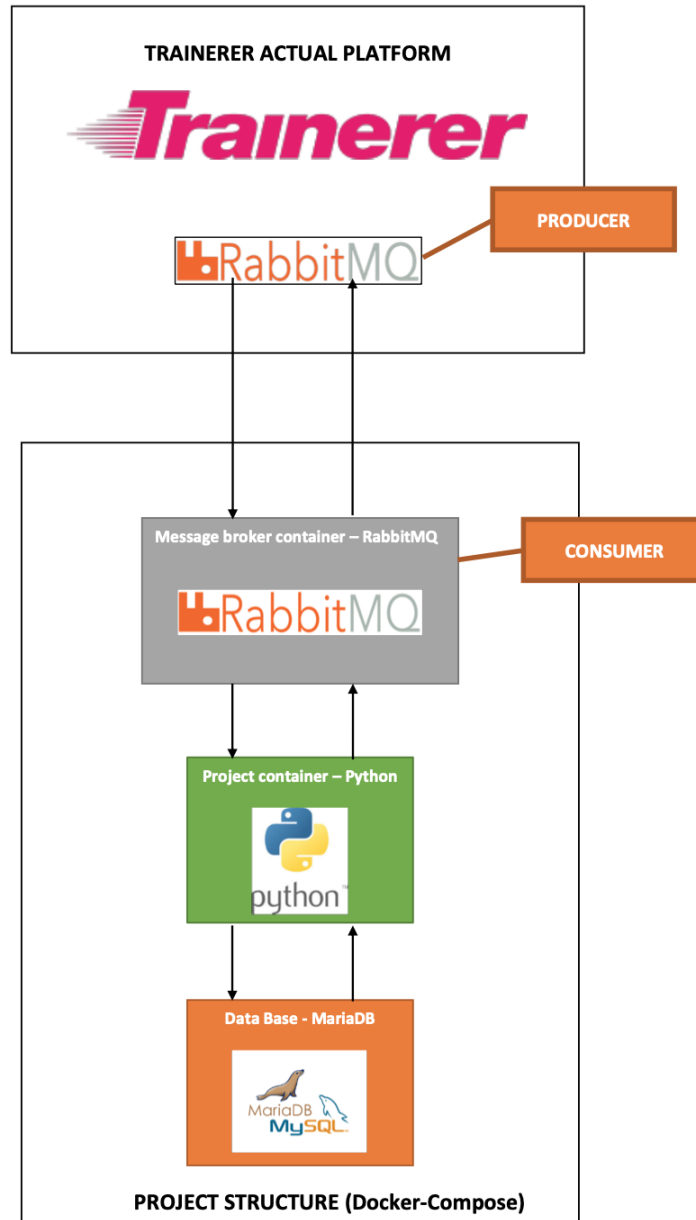 TRAINERER ACTUAL PLATFORM
Trainerer
PRODUCER
RabbitMQ
Message broker container – RabbitMQ
CONSUMER
RabbitMQ
Project container – Python
python™
Data Base - MariaDB
MariaDB
MySQL
PROJECT STRUCTURE (Docker-Compose)